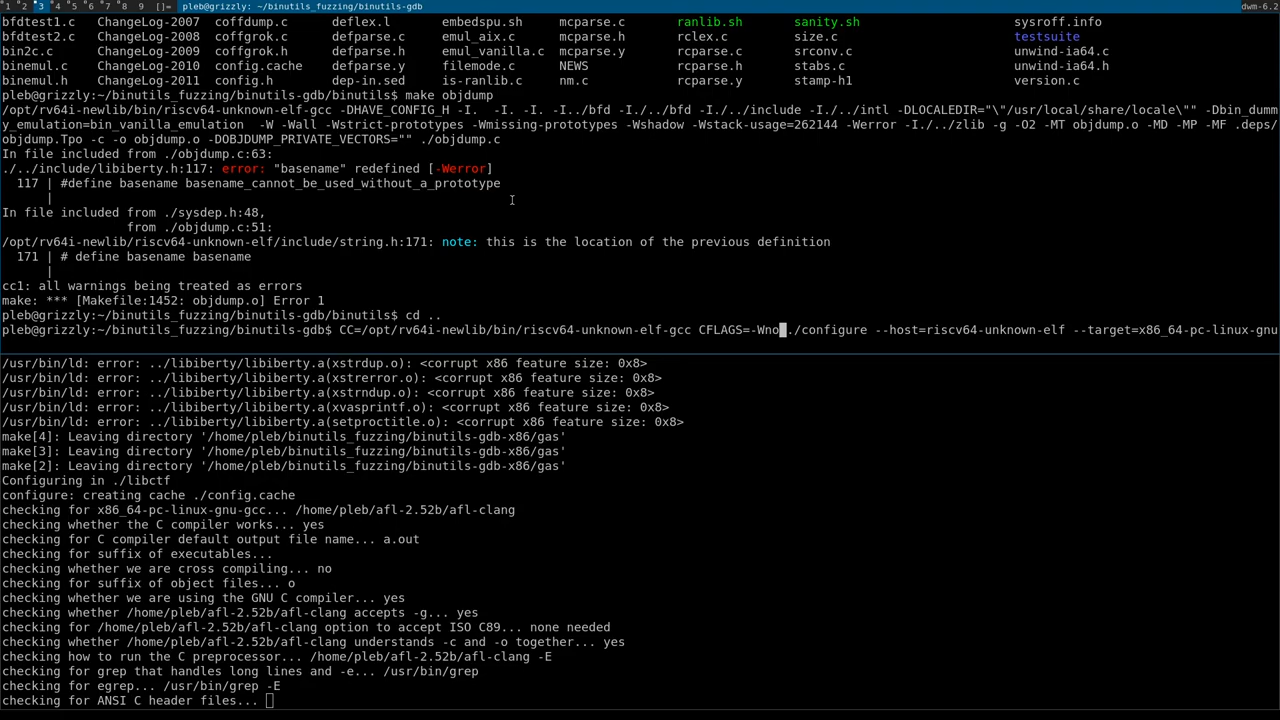 1 2 3 4 5 6 7 8 9 []= pleb@grizzly: ~/binutils_fuzzing/binutils-gdb dwm-6.2
bfdtest1.c ChangeLog-2007 coffdump.c deflex.l embedspu.sh mcparse.c ranlib.sh sanity.sh sysroff.info
bfdtest2.c ChangeLog-2008 coffgrok.c defparse.c emul_aix.c mcparse.h rclex.c size.c testsuite
bin2c.c ChangeLog-2009 coffgrok.h defparse.h emul_vanilla.c mcparse.y rcparse.c srconv.c unwind-ia64.c
binemul.c ChangeLog-2010 config.cache defparse.y filemode.c NEWS rcparse.h stabs.c unwind-ia64.h
binemul.h ChangeLog-2011 config.h dep-in.sed is-ranlib.c nm.c rcparse.y stamp-h1 version.c
pleb@grizzly:~/binutils_fuzzing/binutils-gdb/binutils$ make objdump
/opt/rv64i-newlib/bin/riscv64-unknown-elf-gcc -DHAVE_CONFIG_H -I. -I. -I. -I../bfd -I./../bfd -I./../include -I./../intl -DLOCALEDIR="\"/usr/local/share/locale\"" -Dbin_dumm
y_emulation=bin_vanilla_emulation -W -Wall -Wstrict-prototypes -Wmissing-prototypes -Wshadow -Wstack-usage=262144 -Werror -I./../zlib -g -O2 -MT objdump.o -MD -MP -MF .deps/
objdump.Tpo -c -o objdump.o -DOBJDUMP_PRIVATE_VECTORS="" ./objdump.c
In file included from ./objdump.c:63:
./../include/libiberty.h:117: error: "basename" redefined [-Werror]
117 | #define basename basename_cannot_be_used_without_a_prototype
|
In file included from ./sysdep.h:48,
from ./objdump.c:51:
/opt/rv64i-newlib/riscv64-unknown-elf/include/string.h:171: note: this is the location of the previous definition
171 | # define basename basename
|
cc1: all warnings being treated as errors
make: *** [Makefile:1452: objdump.o] Error 1
pleb@grizzly:~/binutils_fuzzing/binutils-gdb/binutils$ cd ..
pleb@grizzly:~/binutils_fuzzing/binutils-gdb$ CC=/opt/rv64i-newlib/bin/riscv64-unknown-elf-gcc CFLAGS=-Wno ./configure --host=riscv64-unknown-elf --target=x86_64-pc-linux-gnu
/usr/bin/ld: error: ../libiberty/libiberty.a(xstrdup.o): <corrupt x86 feature size: 0x8>
/usr/bin/ld: error: ../libiberty/libiberty.a(xstrerror.o): <corrupt x86 feature size: 0x8>
/usr/bin/ld: error: ../libiberty/libiberty.a(xstrndup.o): <corrupt x86 feature size: 0x8>
/usr/bin/ld: error: ../libiberty/libiberty.a(xvasprintf.o): <corrupt x86 feature size: 0x8>
/usr/bin/ld: error: ../libiberty/libiberty.a(setproctitle.o): <corrupt x86 feature size: 0x8>
make[4]: Leaving directory '/home/pleb/binutils_fuzzing/binutils-gdb-x86/gas'
make[3]: Leaving directory '/home/pleb/binutils_fuzzing/binutils-gdb-x86/gas'
make[2]: Leaving directory '/home/pleb/binutils_fuzzing/binutils-gdb-x86/gas'
Configuring in ./libctf
configure: creating cache ./config.cache
checking for x86_64-pc-linux-gnu-gcc... /home/pleb/afl-2.52b/afl-clang
checking whether the C compiler works... yes
checking for C compiler default output file name... a.out
checking for suffix of executables...
checking whether we are cross compiling... no
checking for suffix of object files... o
checking whether we are using the GNU C compiler... yes
checking whether /home/pleb/afl-2.52b/afl-clang accepts -g... yes
checking for /home/pleb/afl-2.52b/afl-clang option to accept ISO C89... none needed
checking whether /home/pleb/afl-2.52b/afl-clang understands -c and -o together... yes
checking how to run the C preprocessor... /home/pleb/afl-2.52b/afl-clang -E
checking for grep that handles long lines and -e... /usr/bin/grep
checking for egrep... /usr/bin/grep -E
checking for ANSI C header files...